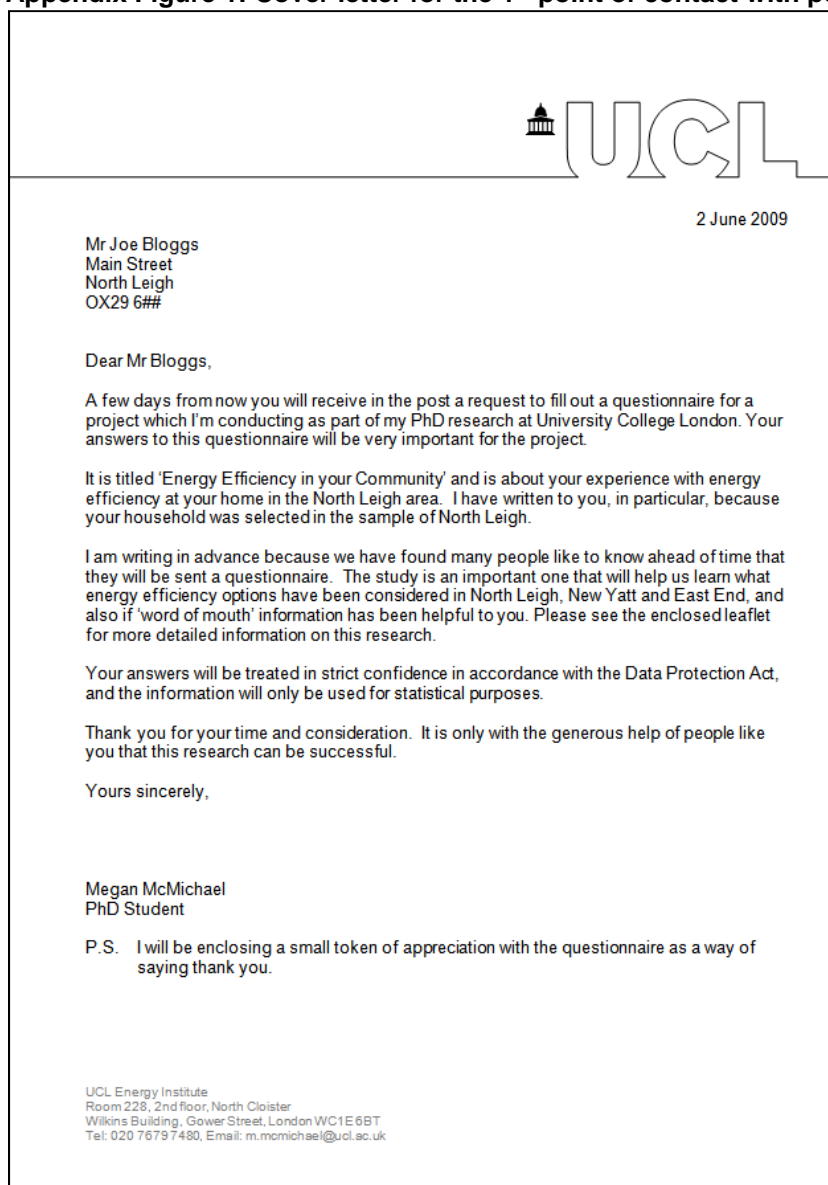 Appendix Figure 1: Cover letter for the 1 point of contact with
UCL
2 June 2009
Mr Joe Bloggs
Main Street
North Leigh
OX29 6##
Dear Mr Bloggs,
A few days from now you will receive in the post a request to fill out a questionnaire for a
project which I'm conducting as part of my PhD research at University College London. Your
answers to this questionnaire will be very important for the project.
It is titled 'Energy Efficiency in your Community' and is about your experience with energy
efficiency at your home in the North Leigh area. I have written to you, in particular, because
your household was selected in the sample of North Leigh.
I am writing in advance because we have found many people like to know ahead of time that
they will be sent a questionnaire. The study is an important one that will help us learn what
energy efficiency options have been considered in North Leigh, New Yatt and East End, and
also if 'word of mouth' information has been helpful to you. Please see the enclosed leaflet
for more detailed information on this research.
Your answers will be treated in strict confidence in accordance with the Data Protection Act,
and the information will only be used for statistical purposes.
Thank you for your time and consideration. It is only with the generous help of people like
you that this research can be successful.
Yours sincerely,
Megan McMichael
PhD Student
P.S. I will be enclosing a small token of appreciation with the questionnaire as a way of
saying thank you.
UCL Energy Institute
Room 228, 2nd floor, North Cloister
Wilkins Building, Gower Street, London WC1E 6BT
Tel: 020 7679 7480, Email: m.mcmichael@ucl.ac.uk